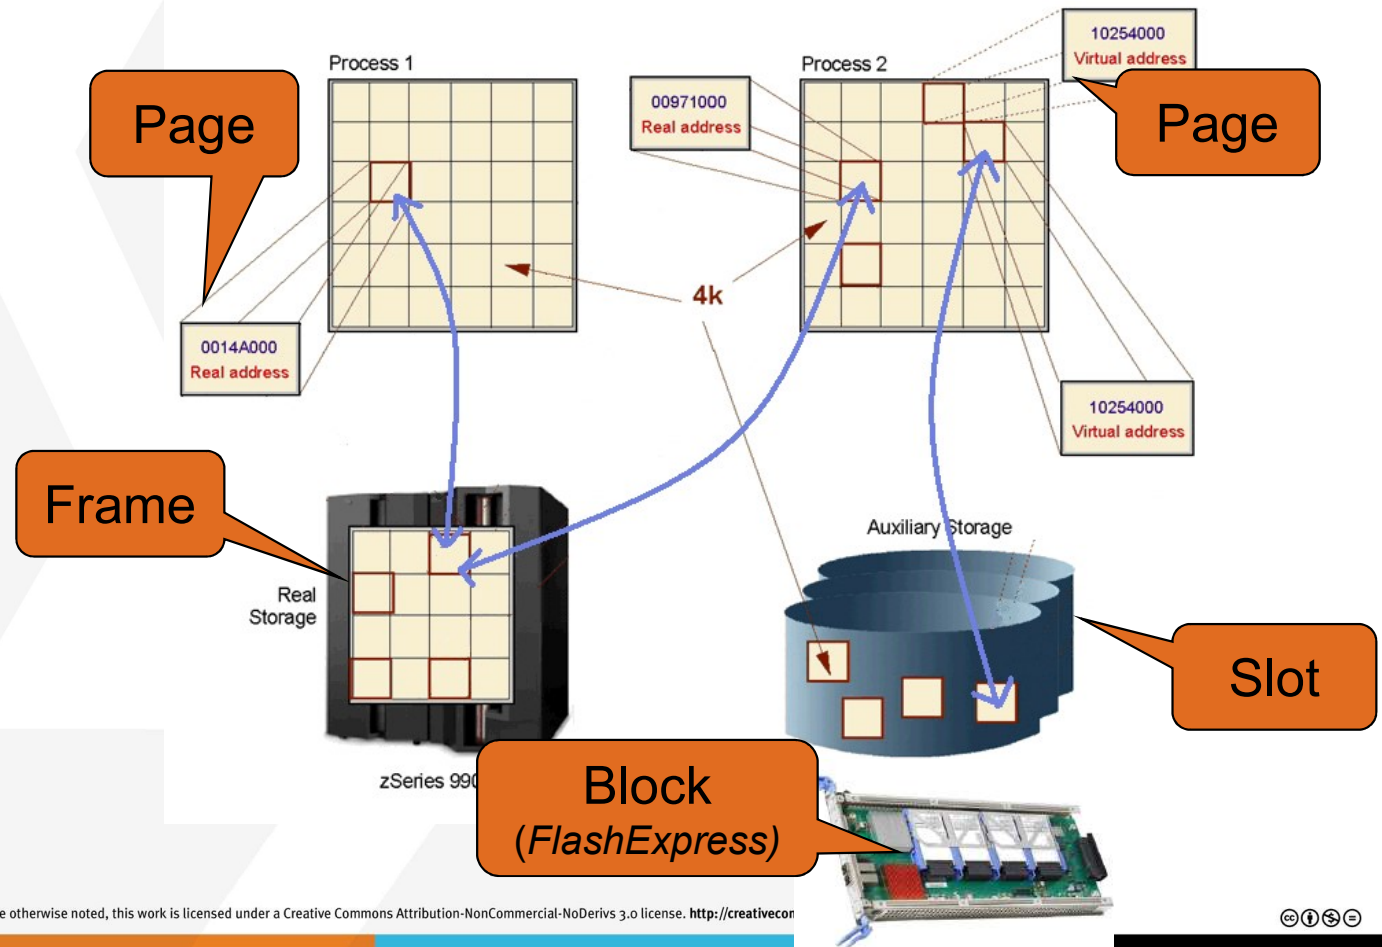 Process 1
Process 2
10254000
Virtual address
Page
00971000
Real address
Page
4k
0014A000
Real address
10254000
Virtual address
Frame
Auxiliary Storage
Real
Storage
Slot
zSeries 990
Block
(FlashExpress)
e otherwise noted, this work is licensed under a Creative Commons Attribution-NonCommercial-NoDerivs 3.0 license. http://creativecon